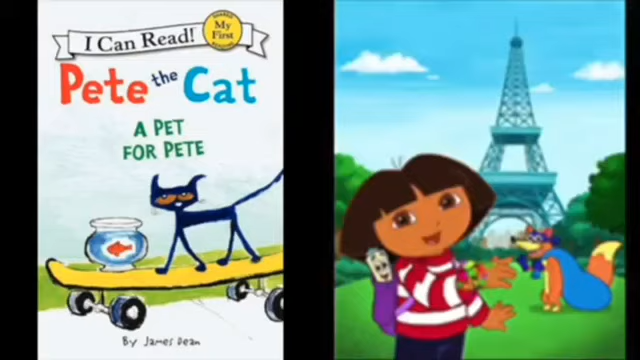 I Can Read!
My
First
Pete the Cat
A PET
FOR PETE
By James Dean